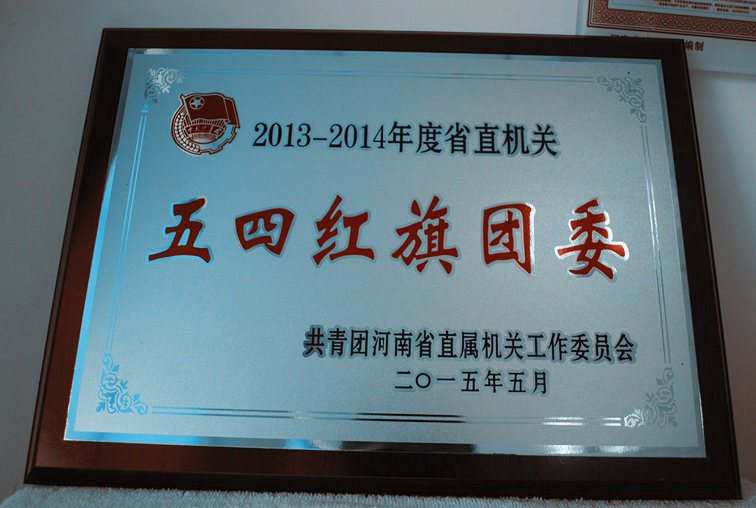 2013-2014年度省直机关
五四红旗团委
共青团河南省直属机关工作委员会
二〇一五年五月
编制